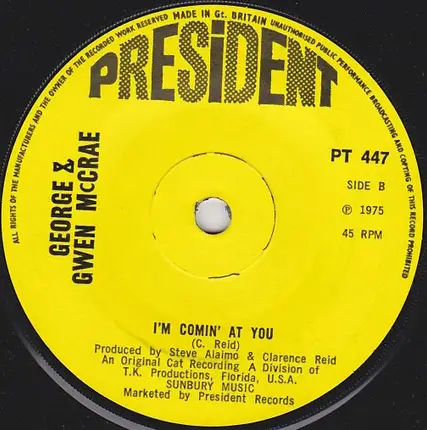 ALL RIGHTS OF THE MANUFACTURERS AND THE OWNER OF THE RECORDED WORK RESERVED MADE IN Gt. BRITAIN UNAUTHORISED PUBLIC PERFORMANCE BROADCASTING AND COPYING OF THIS RECORD PROHIBITED
PRESiDENT
GEORGE &
GWEN McCRAE
PT 447
SIDE B
℗ 1975
45 RPM
I'M COMIN' AT YOU
(C. Reid)
Produced by Steve Alaimo & Clarence Reid
An Original Cat Recording A Division of
T.K. Productions, Florida, U.S.A.
SUNBURY MUSIC
Marketed by President Records